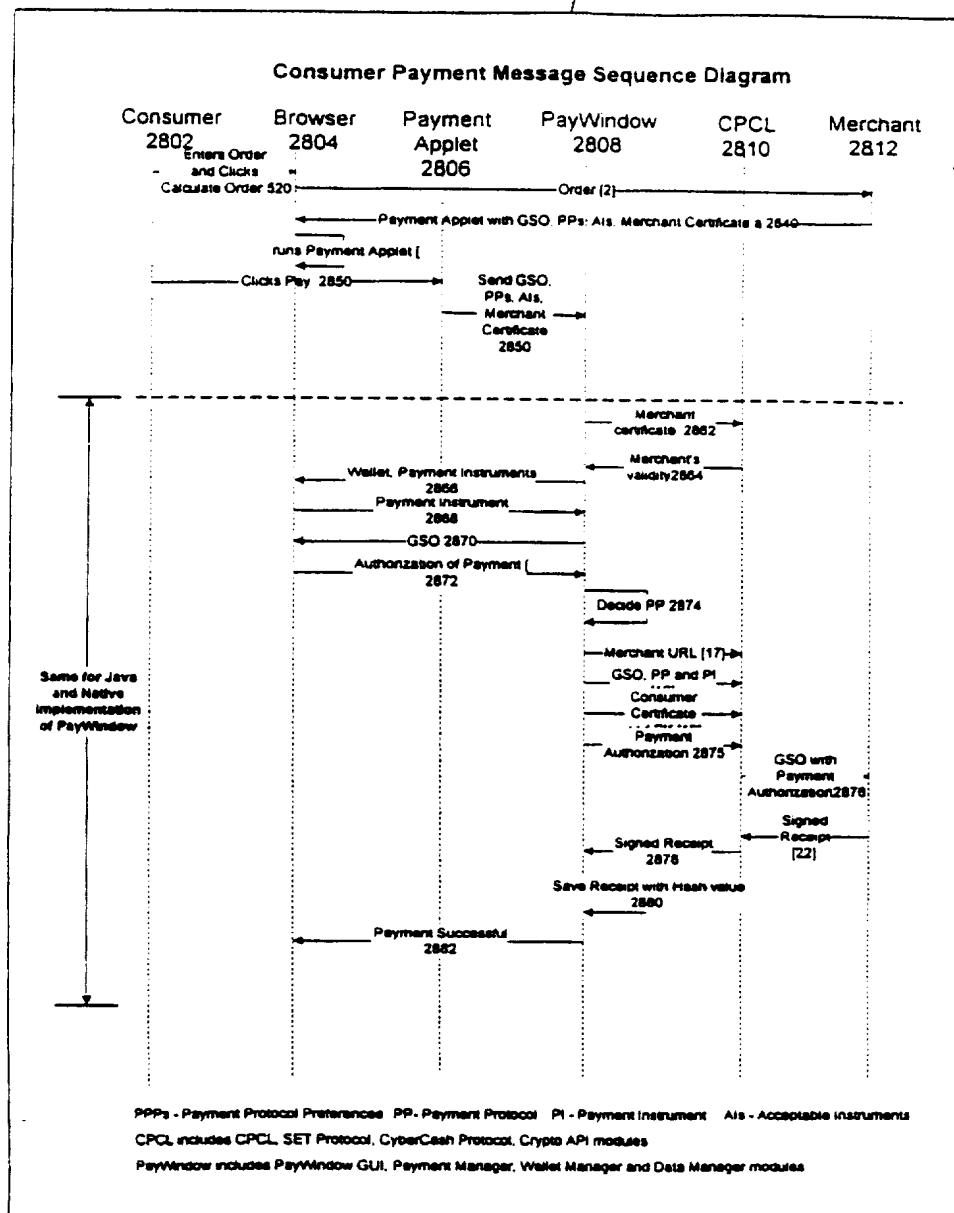 Consumer Payment Message Sequence Diagram
Consumer
2802
Browser
2804
Payment
Applet
2806
PayWindow
2808
CPCL
2810
Merchant
2812
Enters Order
and Clicks
Calculate Order 520
Order [2]
Payment Applet with GSO, PPs, AIs, Merchant Certificate a 2840
runs Payment Applet [
Clicks Pay 2850
Send GSO,
PPs, AIs,
Merchant
Certificate
2850
Merchant
certificate 2862
Merchant's
validity2864
Wallet, Payment Instruments
2866
Payment Instrument
2868
GSO 2870
Authorization of Payment [
2872
Decide PP 2874
Merchant URL [17]
GSO, PP and PI
Consumer
Certificate
Payment
Authorization 2875
GSO with
Payment
Authorization2876
Signed
Receipt
[22]
Signed Receipt
2878
Save Receipt with Hash value
2880
Payment Successful
2882
Same for Java
and Native
Implementation
of PayWindow
PPPs - Payment Protocol Preferences PP- Payment Protocol PI - Payment Instrument AIs - Acceptable Instruments
CPCL includes CPCL, SET Protocol, CyberCash Protocol, Crypto API modules
PayWindow includes PayWindow GUI, Payment Manager, Wallet Manager and Data Manager modules